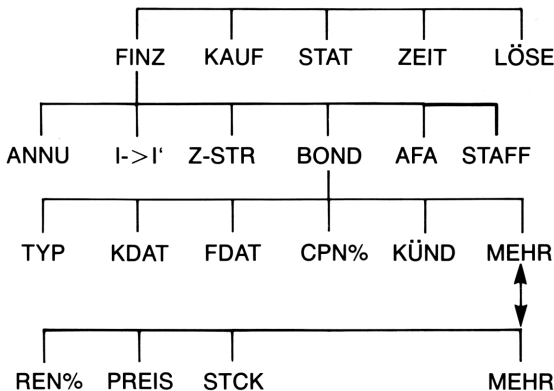 FINZ KAUF STAT ZEIT LÖSE
ANNU I->I‘ Z-STR BOND AFA STAFF
TYP KDAT FDAT CPN% KÜND MEHR
REN% PREIS STCK MEHR